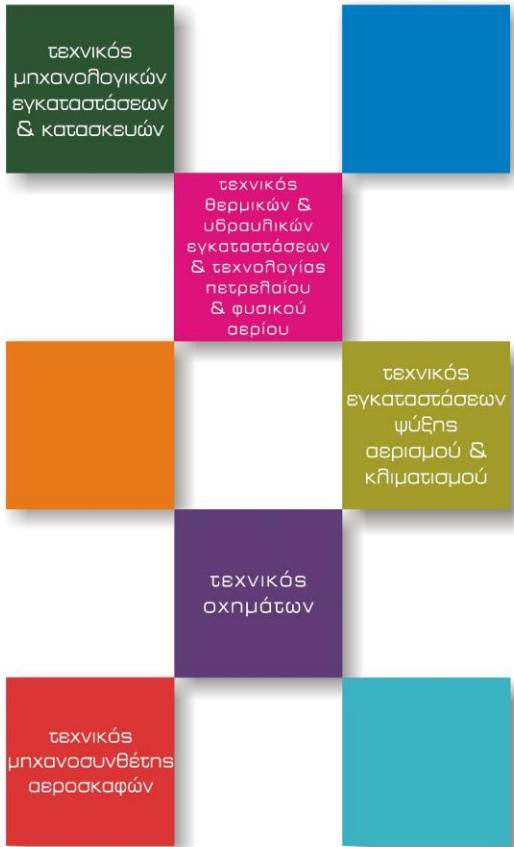 τεχνικός
μηχανολογικών
εγκαταστάσεων
& κατασκευών
τεχνικός
θερμικών &
υδραυλικών
εγκαταστάσεων
& τεχνολογίας
πετρελαίου
& φυσικού
αερίου
τεχνικός
εγκαταστάσεων
ψύξης
αερισμού &
κλιματισμού
τεχνικός
οχημάτων
τεχνικός
μηχανοσυνθέτης
αεροσκαφών